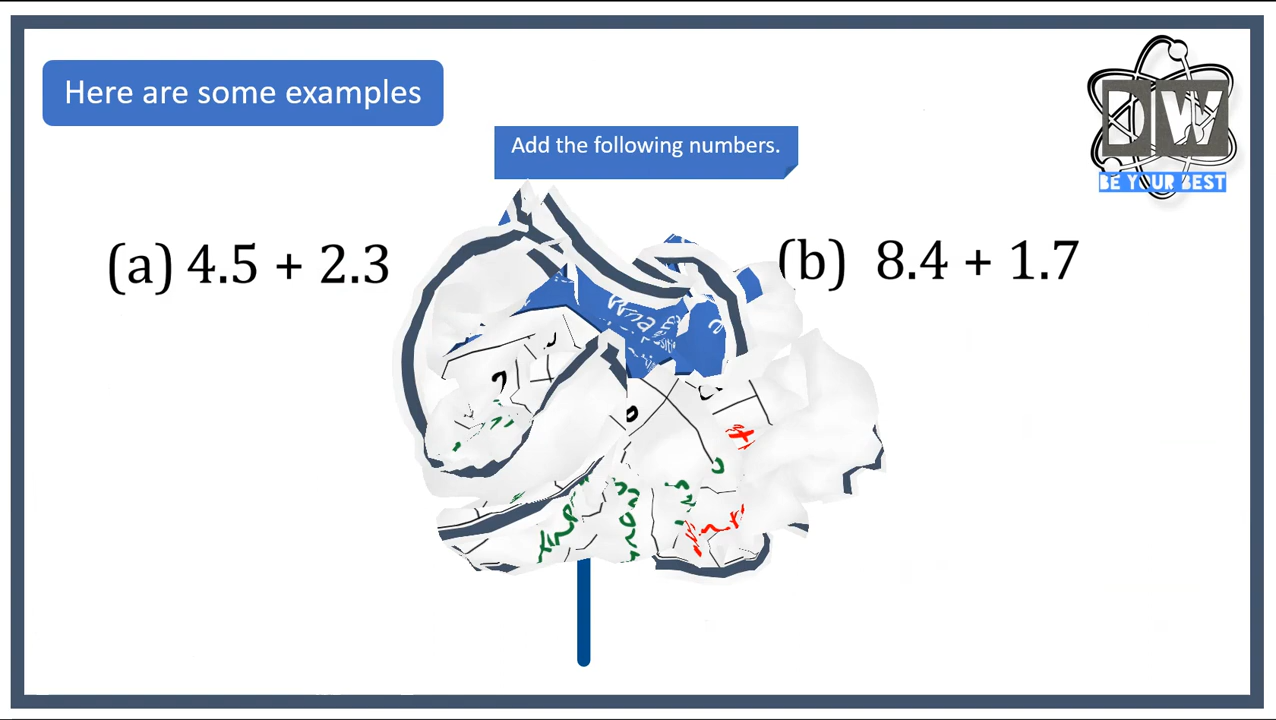 Here are some examples
DW
BE YOUR BEST
Add the following numbers.
(a) 4.5 + 2.3
(b) 8.4 + 1.7